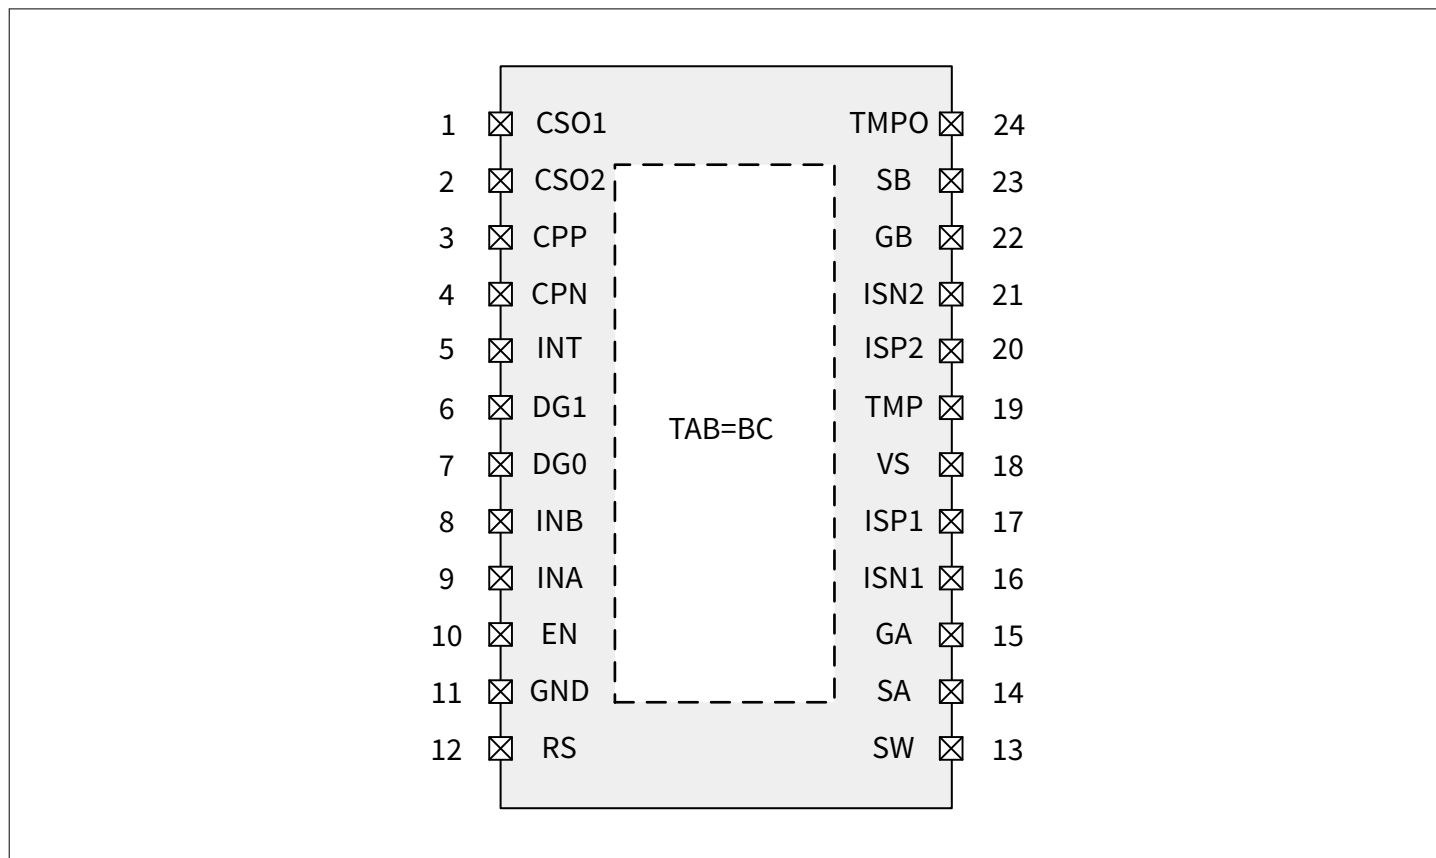 1 CSO1 TMPO 24
2 CSO2 SB 23
3 CPP GB 22
4 CPN ISN2 21
5 INT ISP2 20
6 DG1 TMP 19
TAB=BC
7 DG0 VS 18
8 INB ISP1 17
9 INA ISN1 16
10 EN GA 15
11 GND SA 14
12 RS SW 13